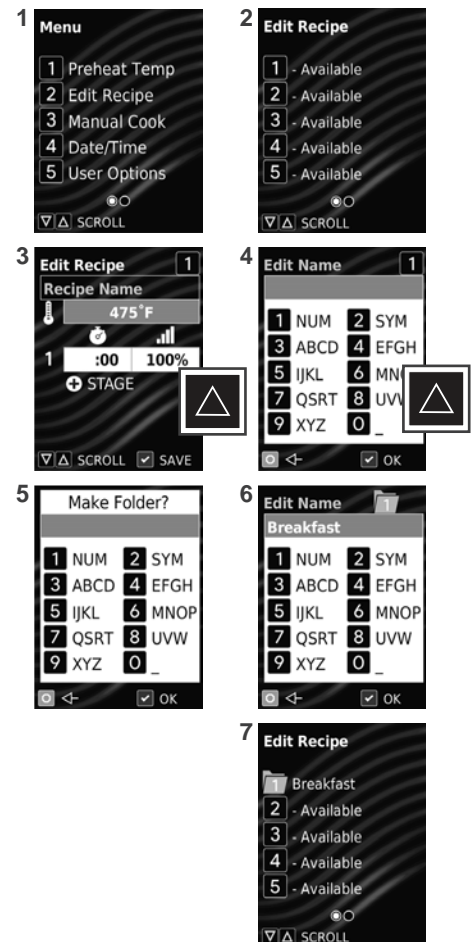 1
Menu
1 Preheat Temp
2 Edit Recipe
3 Manual Cook
4 Date/Time
5 User Options
SCROLL
2
Edit Recipe
1 - Available
2 - Available
3 - Available
4 - Available
5 - Available
SCROLL
3
Edit Recipe 1
Recipe Name
475°F
1 :00 100%
STAGE
SCROLL SAVE
4
Edit Name 1
1 NUM 2 SYM
3 ABCD 4 EFGH
5 IJKL 6
7 QSRT 8
9 XYZ 0 _
OK
5
Make Folder?
1 NUM 2 SYM
3 ABCD 4 EFGH
5 IJKL 6 MNOP
7 QSRT 8 UVW
9 XYZ 0 _
OK
6
Edit Name 1
Breakfast
1 NUM 2 SYM
3 ABCD 4 EFGH
5 IJKL 6 MNOP
7 QSRT 8 UVW
9 XYZ 0 _
OK
7
Edit Recipe
1 Breakfast
2 - Available
3 - Available
4 - Available
5 - Available
SCROLL